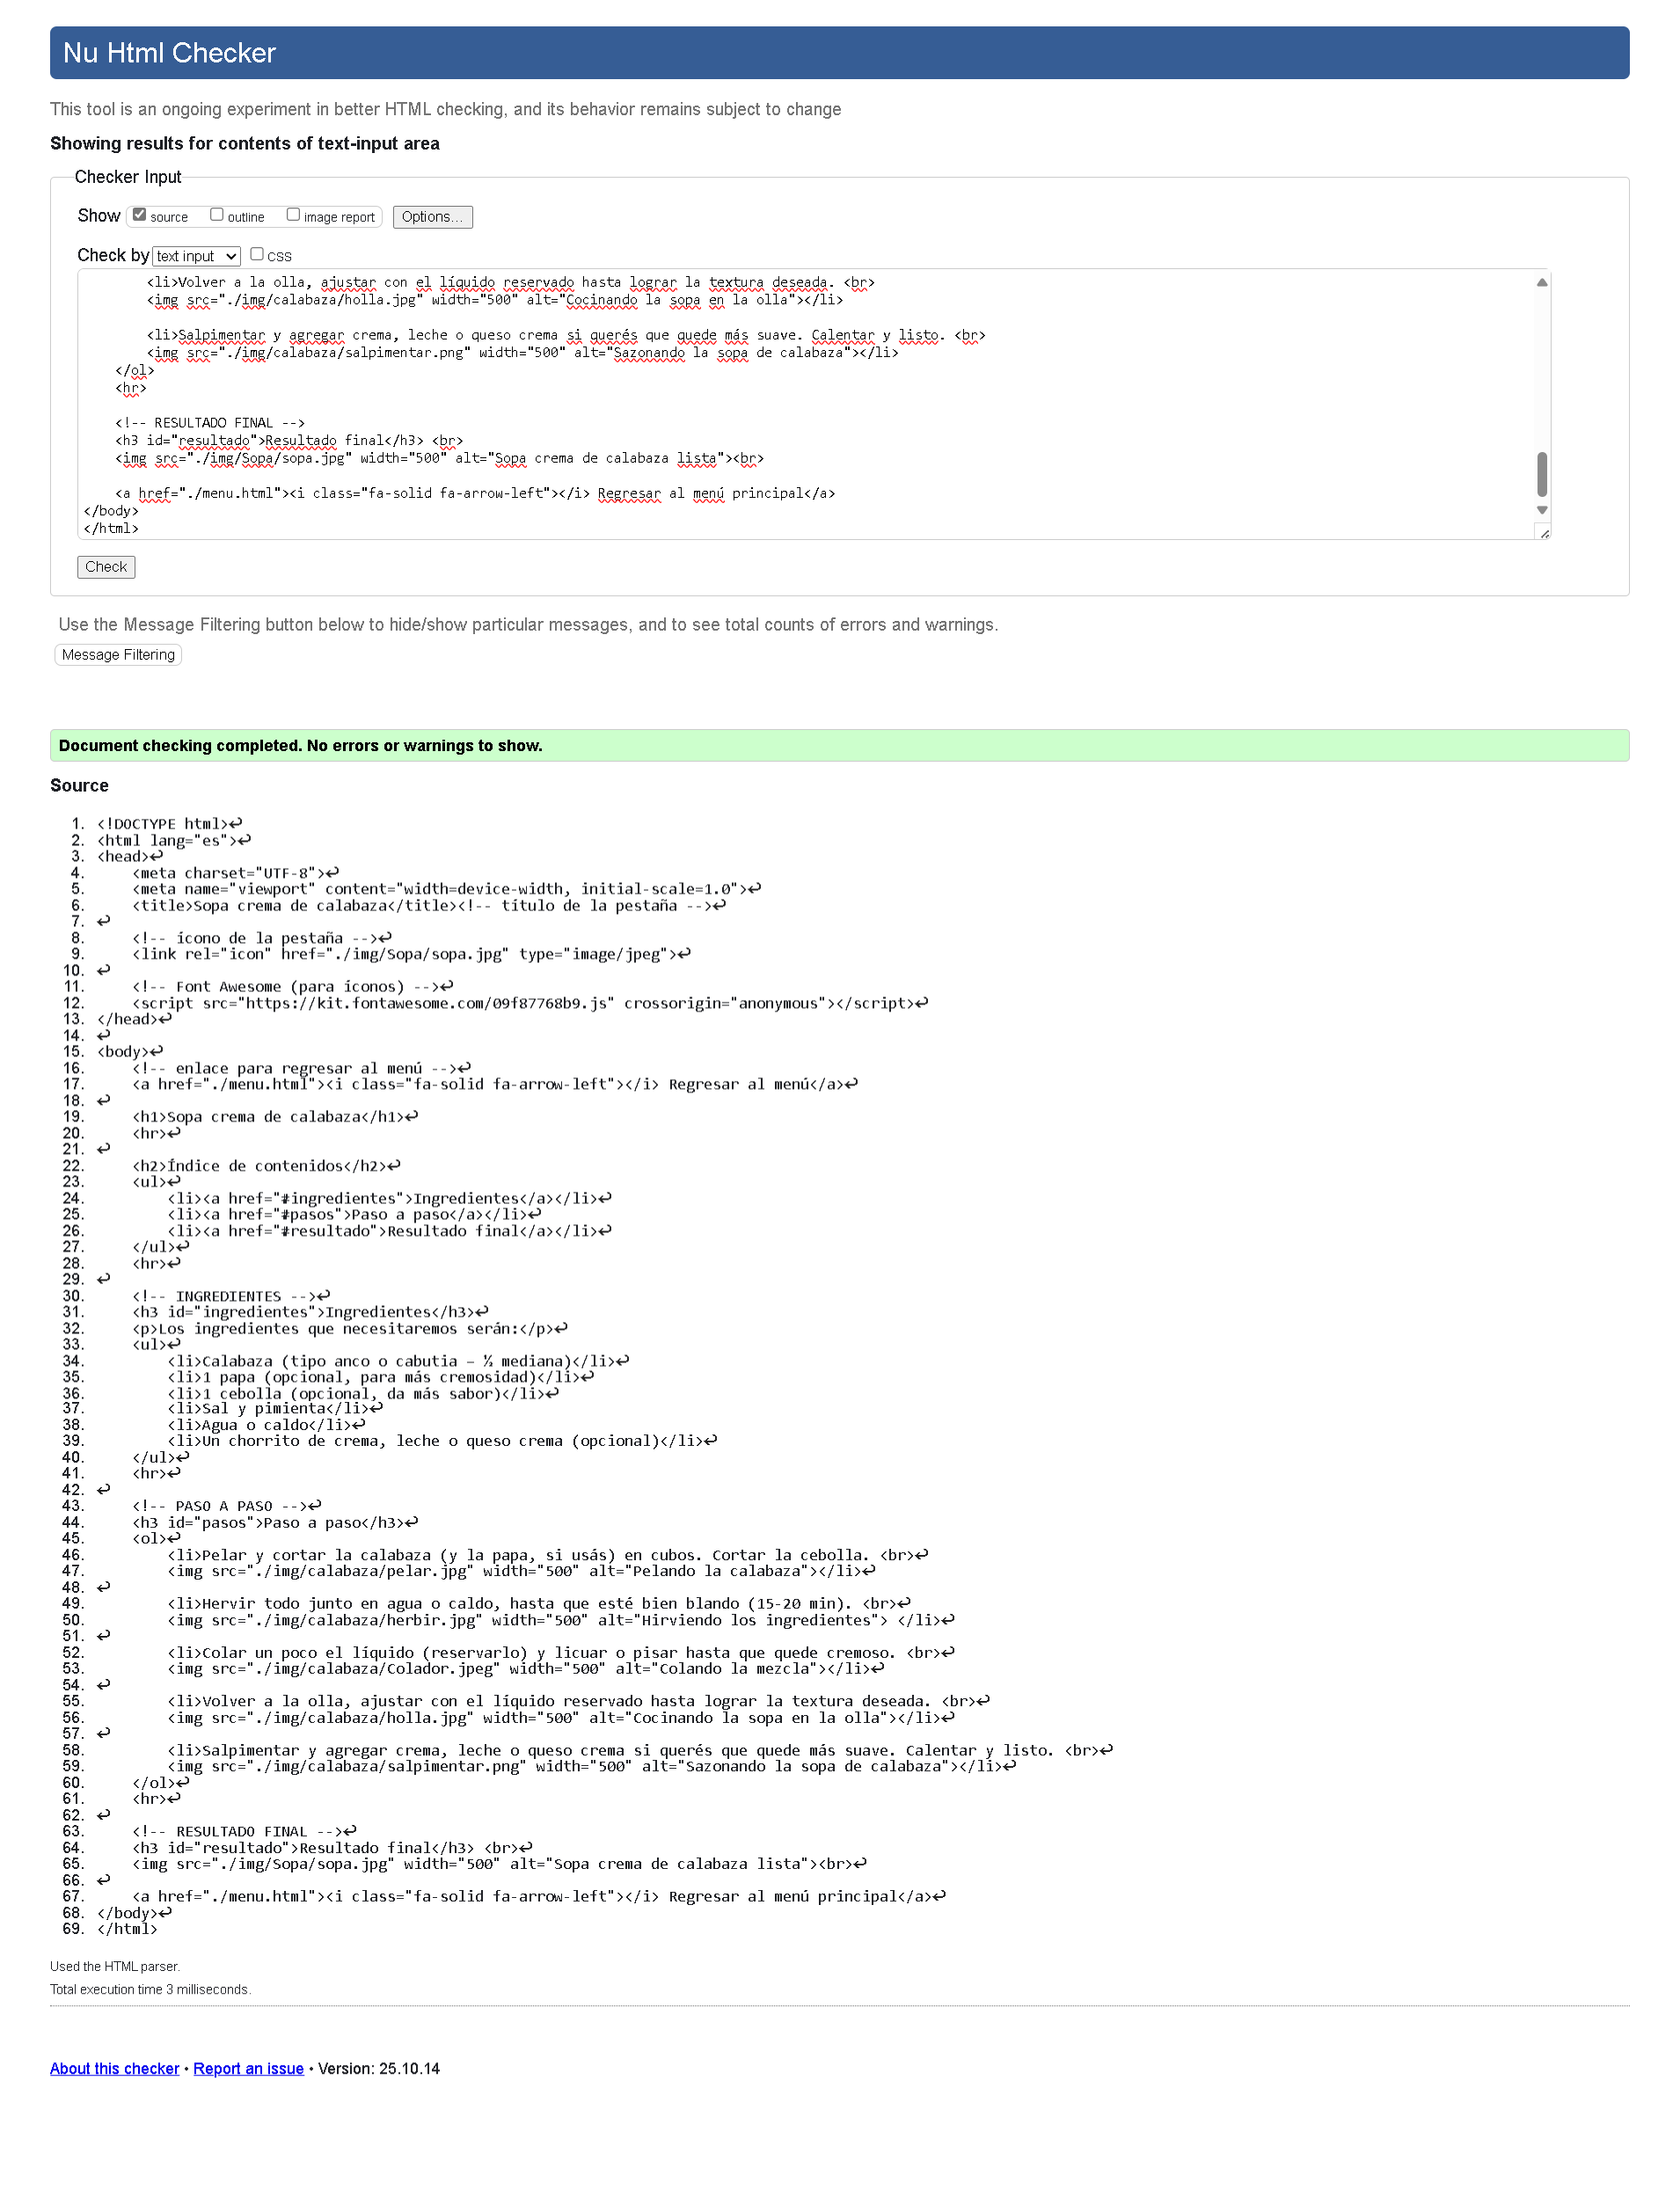 Nu Html Checker
This tool is an ongoing experiment in better HTML checking, and its behavior remains subject to change
Showing results for contents of text-input area
Checker Input
Show source outline image report Options...
Check by text input CSS
<li>Volver a la olla, ajustar con el líquido reservado hasta lograr la textura deseada. <br>
<img src="./img/calabaza/holla.jpg" width="500" alt="Cocinando la sopa en la olla"></li>
<li>Salpimentar y agregar crema, leche o queso crema si querés que quede más suave. Calentar y listo. <br>
<img src="./img/calabaza/salpimentar.png" width="500" alt="Sazonando la sopa de calabaza"></li>
</ol>
<hr>
<!-- RESULTADO FINAL -->
<h3 id="resultado">Resultado final</h3> <br>
<img src="./img/Sopa/sopa.jpg" width="500" alt="Sopa crema de calabaza lista"><br>
<a href="./menu.html"><i class="fa-solid fa-arrow-left"></i> Regresar al menú principal</a>
</body>
</html>
Check
Use the Message Filtering button below to hide/show particular messages, and to see total counts of errors and warnings.
Message Filtering
Document checking completed. No errors or warnings to show.
Source
1. <!DOCTYPE html>↩
2. <html lang="es">↩
3. <head>↩
4. <meta charset="UTF-8">↩
5. <meta name="viewport" content="width=device-width, initial-scale=1.0">↩
6. <title>Sopa crema de calabaza</title><!-- titulo de la pestaña -->↩
7. ↩
8. <!-- ícono de la pestaña -->↩
9. <link rel="icon" href="./img/Sopa/sopa.jpg" type="image/jpeg">↩
10. ↩
11. <!-- Font Awesome (para íconos) -->↩
12. <script src="https://kit.fontawesome.com/09f87768b9.js" crossorigin="anonymous"></script>↩
13. </head>↩
14. ↩
15. <body>↩
16. <!-- enlace para regresar al menú -->↩
17. <a href="./menu.html"><i class="fa-solid fa-arrow-left"></i> Regresar al menú</a>↩
18. ↩
19. <h1>Sopa crema de calabaza</h1>↩
20. <hr>↩
21. ↩
22. <h2>Índice de contenidos</h2>↩
23. <ul>↩
24. <li><a href="#ingredientes">Ingredientes</a></li>↩
25. <li><a href="#pasos">Paso a paso</a></li>↩
26. <li><a href="#resultado">Resultado final</a></li>↩
27. </ul>↩
28. <hr>↩
29. ↩
30. <!-- INGREDIENTES -->↩
31. <h3 id="ingredientes">Ingredientes</h3>↩
32. <p>Los ingredientes que necesitaremos serán:</p>↩
33. <ul>↩
34. <li>Calabaza (tipo anco o cabutia – ½ mediana)</li>↩
35. <li>1 papa (opcional, para más cremosidad)</li>↩
36. <li>1 cebolla (opcional, da más sabor)</li>↩
37. <li>Sal y pimienta</li>↩
38. <li>Agua o caldo</li>↩
39. <li>Un chorrito de crema, leche o queso crema (opcional)</li>↩
40. </ul>↩
41. <hr>↩
42. ↩
43. <!-- PASO A PASO -->↩
44. <h3 id="pasos">Paso a paso</h3>↩
45. <ol>↩
46. <li>Pelar y cortar la calabaza (y la papa, si usás) en cubos. Cortar la cebolla. <br>↩
47. <img src="./img/calabaza/pelar.jpg" width="500" alt="Pelando la calabaza"></li>↩
48. ↩
49. <li>Hervir todo junto en agua o caldo, hasta que esté bien blando (15-20 min). <br>↩
50. <img src="./img/calabaza/herbir.jpg" width="500" alt="Hirviendo los ingredientes"> </li>↩
51. ↩
52. <li>Colar un poco el líquido (reservarlo) y licuar o pisar hasta que quede cremoso. <br>↩
53. <img src="./img/calabaza/Colador.jpeg" width="500" alt="Colando la mezcla"></li>↩
54. ↩
55. <li>Volver a la olla, ajustar con el líquido reservado hasta lograr la textura deseada. <br>↩
56. <img src="./img/calabaza/holla.jpg" width="500" alt="Cocinando la sopa en la olla"></li>↩
57. ↩
58. <li>Salpimentar y agregar crema, leche o queso crema si querés que quede más suave. Calentar y listo. <br>↩
59. <img src="./img/calabaza/salpimentar.png" width="500" alt="Sazonando la sopa de calabaza"></li>↩
60. </ol>↩
61. <hr>↩
62. ↩
63. <!-- RESULTADO FINAL -->↩
64. <h3 id="resultado">Resultado final</h3> <br>↩
65. <img src="./img/Sopa/sopa.jpg" width="500" alt="Sopa crema de calabaza lista"><br>↩
66. ↩
67. <a href="./menu.html"><i class="fa-solid fa-arrow-left"></i> Regresar al menú principal</a>↩
68. </body>↩
69. </html>
Used the HTML parser.
Total execution time 3 milliseconds.
About this checker • Report an issue • Version: 25.10.14